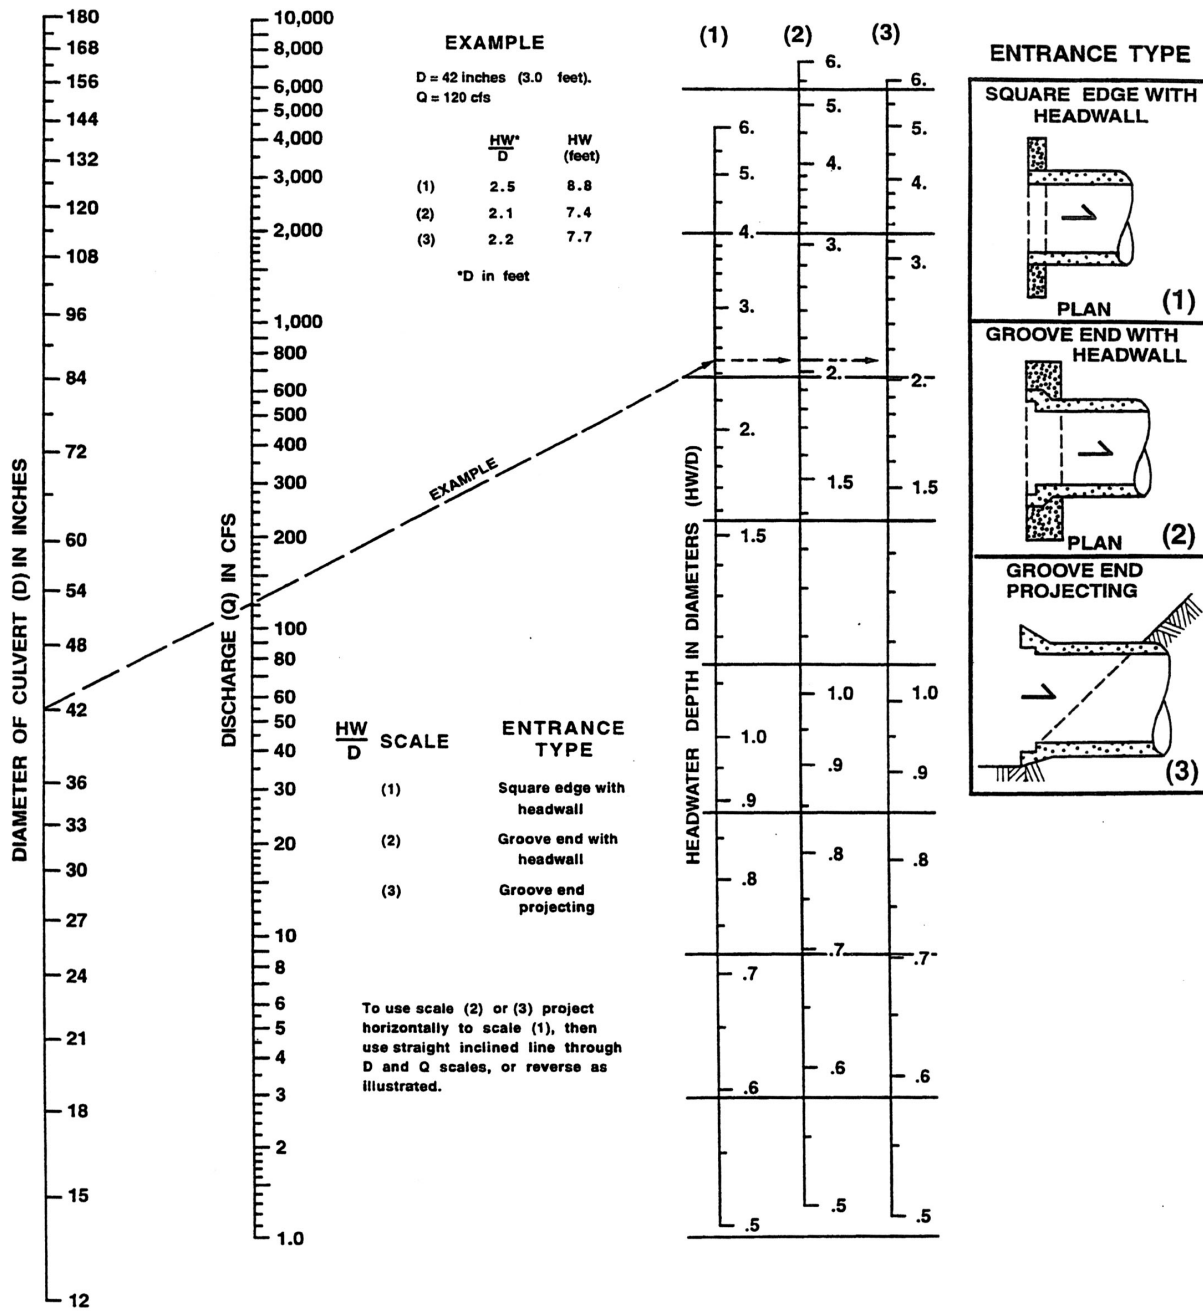 180
168
156
144
132
120
108
96
84
72
60
54
48
42
36
33
30
27
24
21
18
15
12
DIAMETER OF CULVERT (D) IN INCHES
10,000
8,000
6,000
5,000
4,000
3,000
2,000
1,000
800
600
500
400
300
200
100
80
60
50
40
30
20
10
8
6
5
4
3
2
1.0
DISCHARGE (Q) IN CFS
EXAMPLE
D = 42 inches (3.0 feet).
Q = 120 cfs
HW* HW
D (feet)
(1) 2.5 8.8
(2) 2.1 7.4
(3) 2.2 7.7
*D in feet
EXAMPLE
HW
D SCALE ENTRANCE
TYPE
(1) Square edge with
headwall
(2) Groove end with
headwall
(3) Groove end
projecting
To use scale (2) or (3) project
horizontally to scale (1), then
use straight inclined line through
D and Q scales, or reverse as
illustrated.
HEADWATER DEPTH IN DIAMETERS (HW/D)
(1)
6.
5.
4.
3.
2.
1.5
1.0
.9
.8
.7
.6
.5
(2)
6.
5.
4.
3.
2.
1.5
1.0
.9
.8
.7
.6
.5
(3)
6.
5.
4.
3.
2.
1.5
1.0
.9
.8
.7
.6
.5
ENTRANCE TYPE
SQUARE EDGE WITH
HEADWALL
PLAN
(1)
GROOVE END WITH
HEADWALL
PLAN
(2)
GROOVE END
PROJECTING
(3)